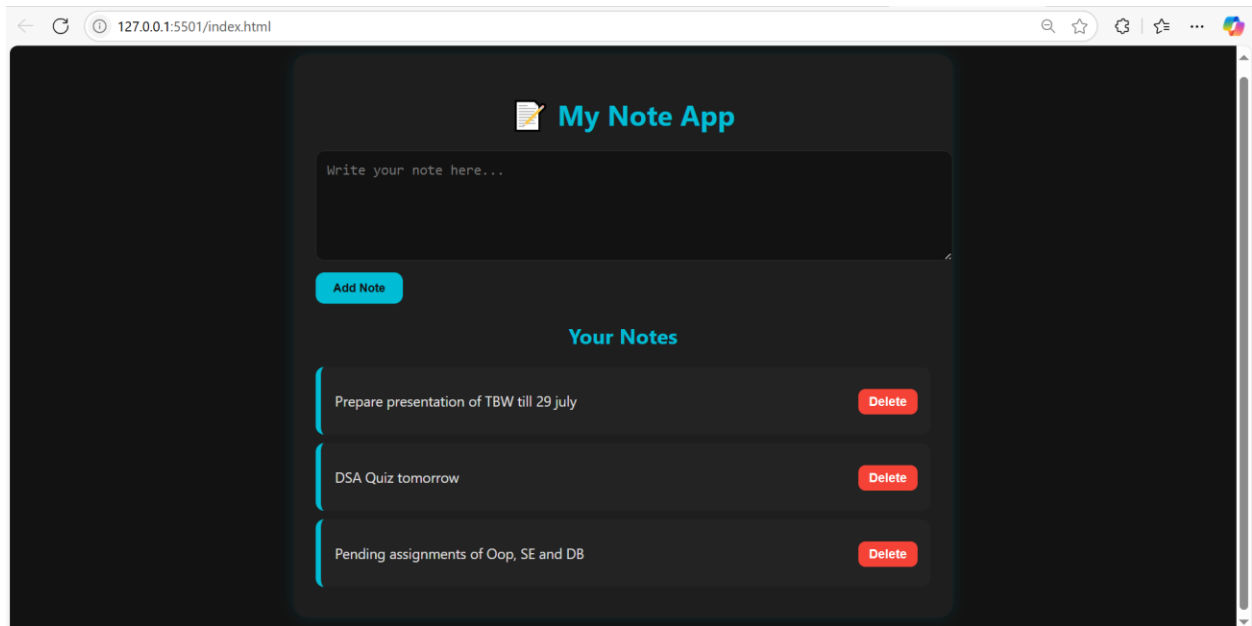 127.0.0.1:5501/index.html
📝 My Note App
Write your note here...
Add Note
Your Notes
Prepare presentation of TBW till 29 july
Delete
DSA Quiz tomorrow
Delete
Pending assignments of Oop, SE and DB
Delete